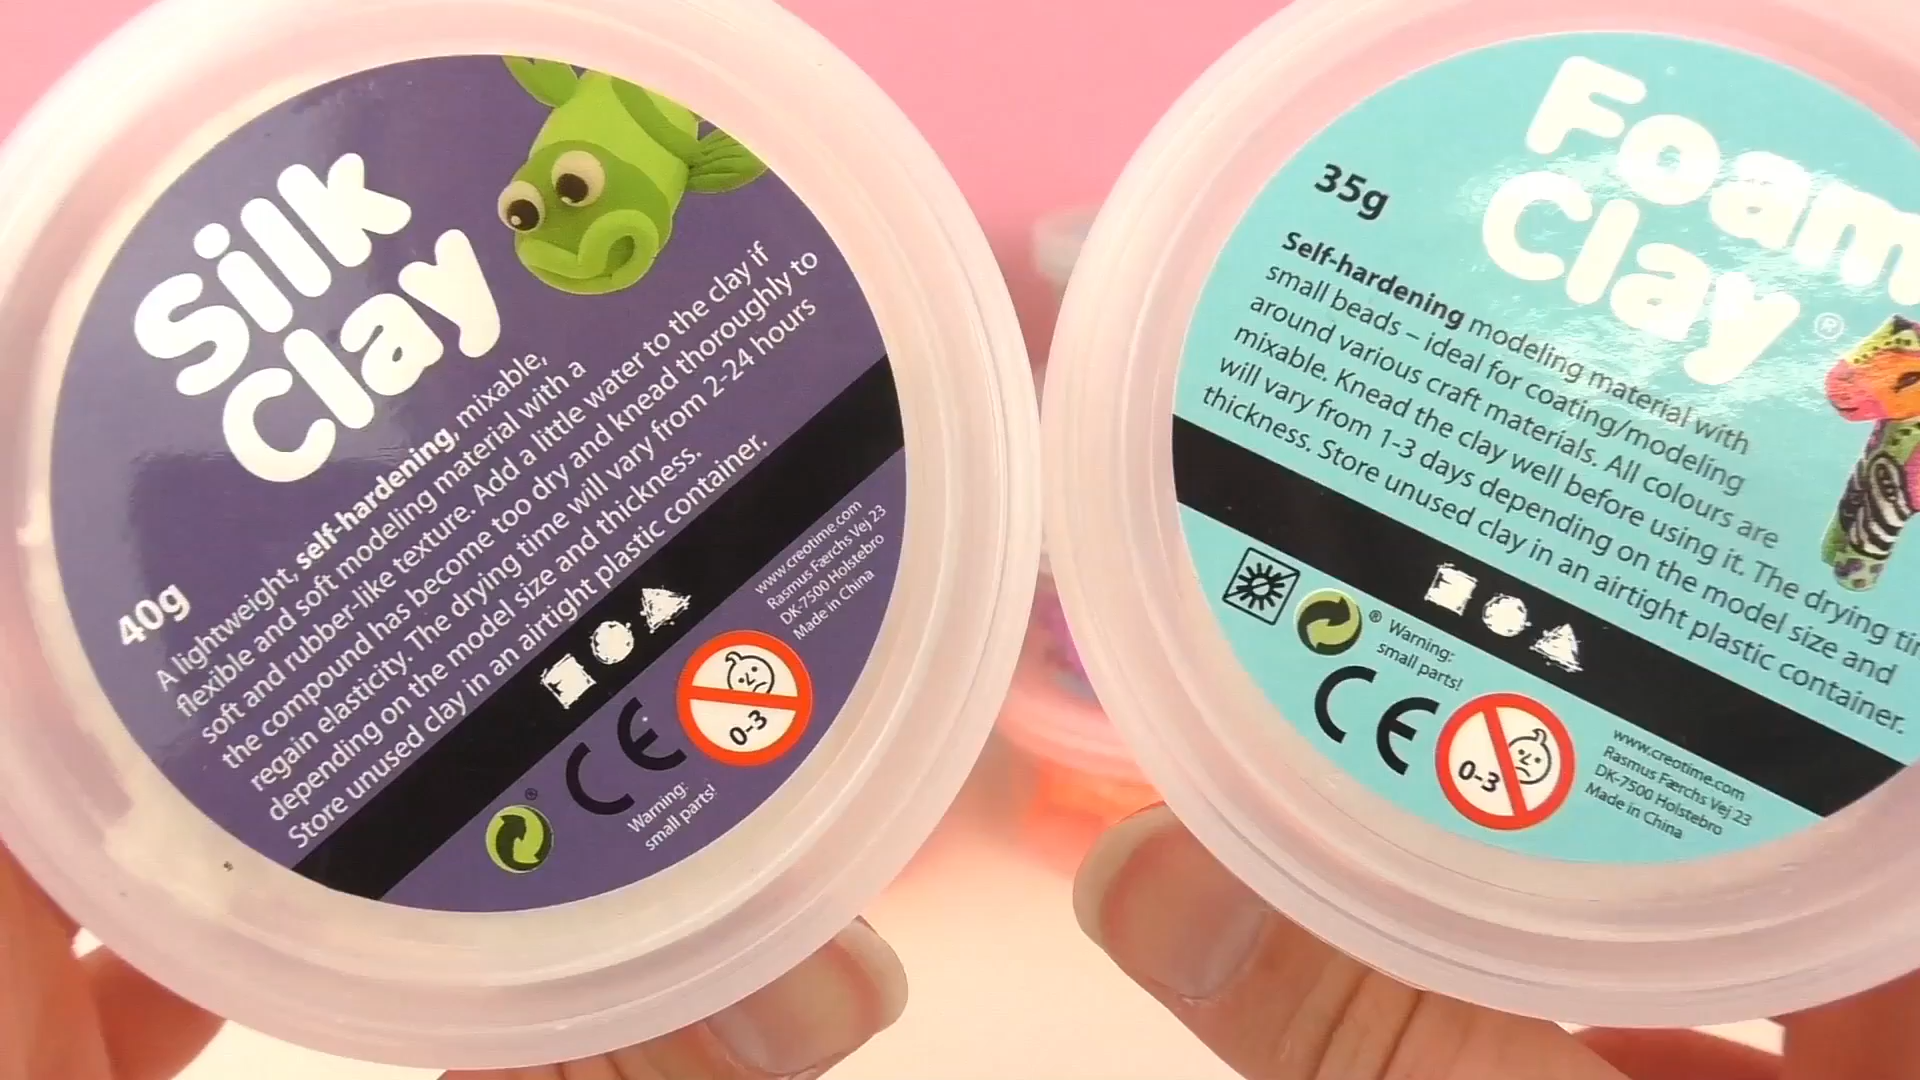 Silk
Clay
40g
A lightweight, self-hardening, mixable,
flexible and soft modeling material with a
soft and rubber-like texture. Add a little water to the clay if
the compound has become too dry and knead thoroughly to
regain elasticity. The drying time will vary from 2-24 hours
depending on the model size and thickness.
Store unused clay in an airtight plastic container.
www.creotime.com
Rasmus Færchs Vej 23
DK-7500 Holstebro
Made in China
0-3
CE
Warning:
small parts!
®
Foam
Clay®
35g
Self-hardening modeling material with
small beads – ideal for coating/modeling
around various craft materials. All colours are
mixable. Knead the clay well before using it. The drying
will vary from 1-3 days depending on the model size and
thickness. Store unused clay in an airtight plastic container.
® Warning:
small parts!
CE
0-3
www.creotime.com
Rasmus Færchs Vej 23
DK-7500 Holstebro
Made in China